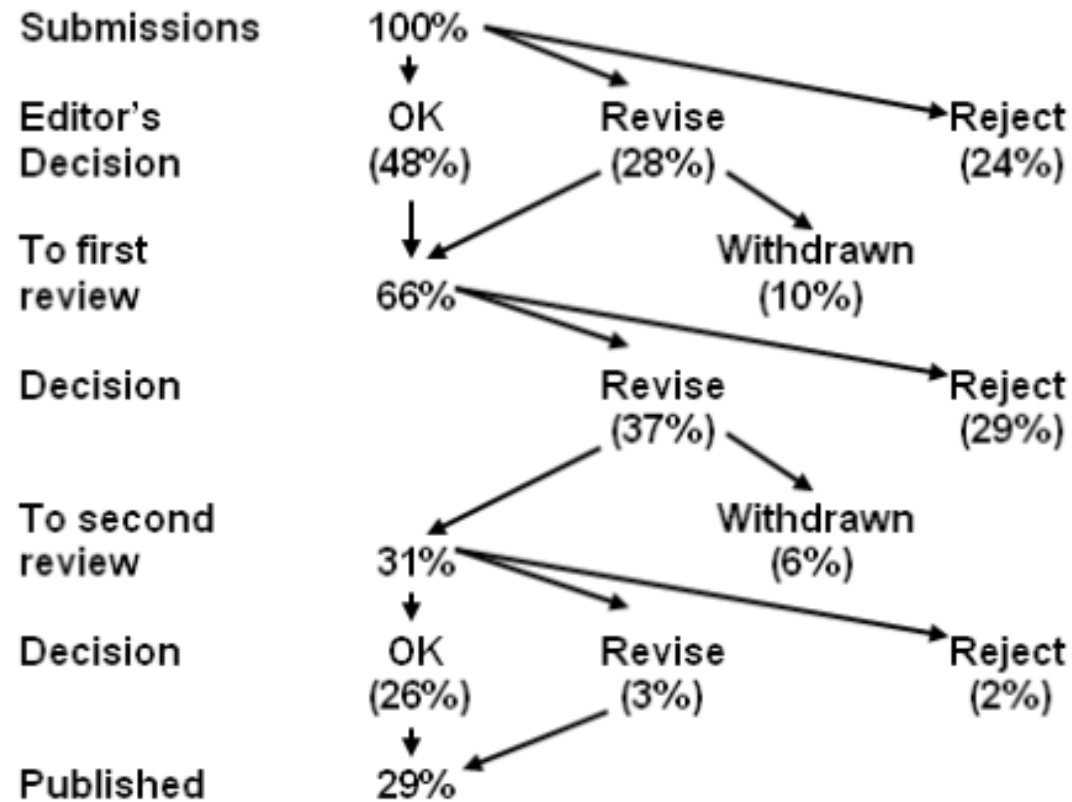 Submissions 100%
Editor's OK Revise Reject
Decision (48%) (28%) (24%)
To first Withdrawn
review 66% (10%)
Decision Revise Reject
(37%) (29%)
To second Withdrawn
review 31% (6%)
Decision OK Revise Reject
(26%) (3%) (2%)
Published 29%